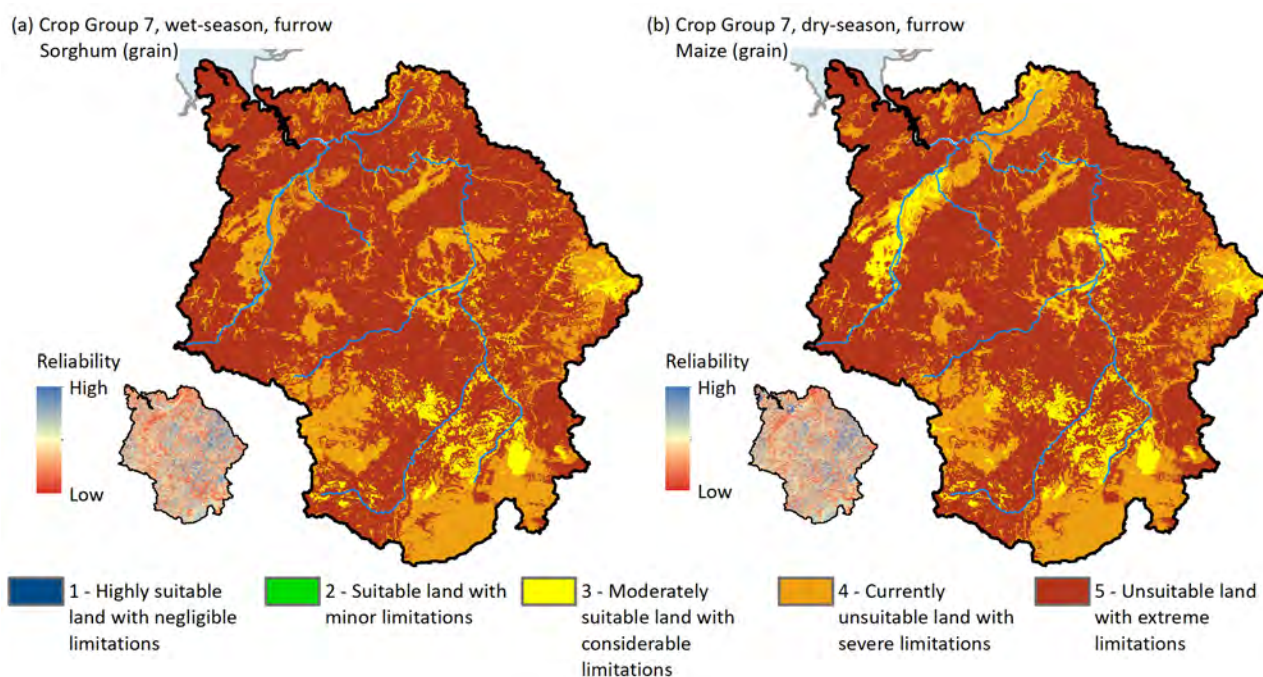 (a) Crop Group 7, wet-season, furrow
Sorghum (grain)
(b) Crop Group 7, dry-season, furrow
Maize (grain)
Reliability
High
Low
Reliability
High
Low
1 - Highly suitable
land with negligible
limitations
2 - Suitable land with
minor limitations
3 - Moderately
suitable land with
considerable
limitations
4 - Currently
unsuitable land with
severe limitations
5 - Unsuitable land
with extreme
limitations